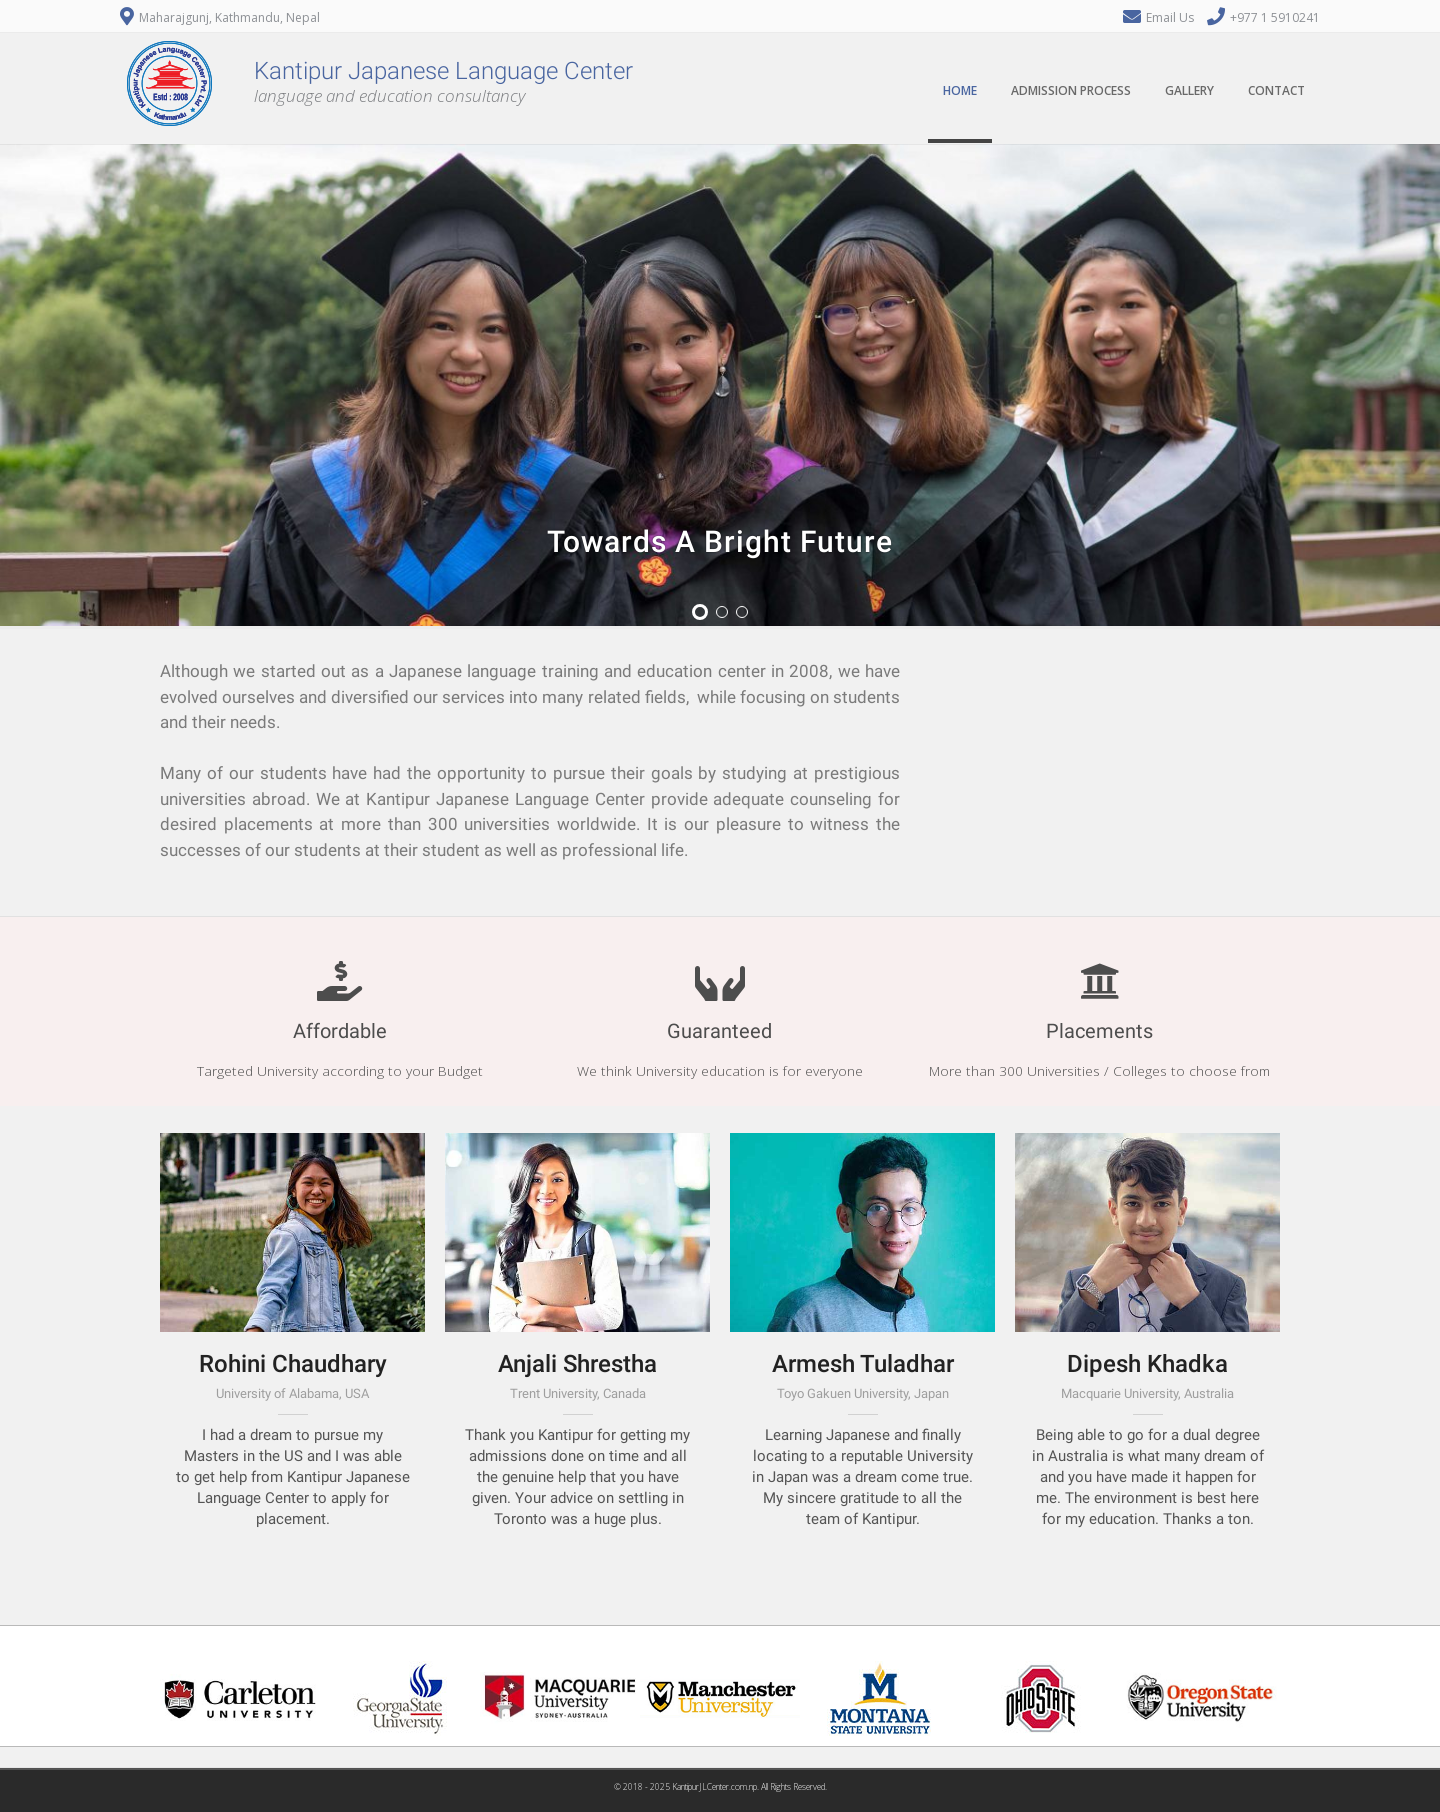 Maharajgunj, Kathmandu, Nepal
Email Us
+977 1 5910241
Kantipur Japanese Language Center Pvt. Ltd
Estd : 2008
Kathmandu
Kantipur Japanese Language Center
language and education consultancy
HOME
ADMISSION PROCESS
GALLERY
CONTACT
Towards A Bright Future
Although we started out as a Japanese language training and education center in 2008, we have
evolved ourselves and diversified our services into many related fields, while focusing on students
and their needs.
Many of our students have had the opportunity to pursue their goals by studying at prestigious
universities abroad. We at Kantipur Japanese Language Center provide adequate counseling for
desired placements at more than 300 universities worldwide. It is our pleasure to witness the
successes of our students at their student as well as professional life.
Affordable
Targeted University according to your Budget
Guaranteed
We think University education is for everyone
Placements
More than 300 Universities / Colleges to choose from
Rohini Chaudhary
University of Alabama, USA
I had a dream to pursue my
Masters in the US and I was able
to get help from Kantipur Japanese
Language Center to apply for
placement.
Anjali Shrestha
Trent University, Canada
Thank you Kantipur for getting my
admissions done on time and all
the genuine help that you have
given. Your advice on settling in
Toronto was a huge plus.
Armesh Tuladhar
Toyo Gakuen University, Japan
Learning Japanese and finally
locating to a reputable University
in Japan was a dream come true.
My sincere gratitude to all the
team of Kantipur.
Dipesh Khadka
Macquarie University, Australia
Being able to go for a dual degree
in Australia is what many dream of
and you have made it happen for
me. The environment is best here
for my education. Thanks a ton.
Carleton
UNIVERSITY
GeorgiaState
University
MACQUARIE
University
SYDNEY-AUSTRALIA
Manchester
University
M
MONTANA
STATE UNIVERSITY
OHIO STATE
Oregon State
University
© 2018 - 2025 KantipurJLCenter.com.np. All Rights Reserved.